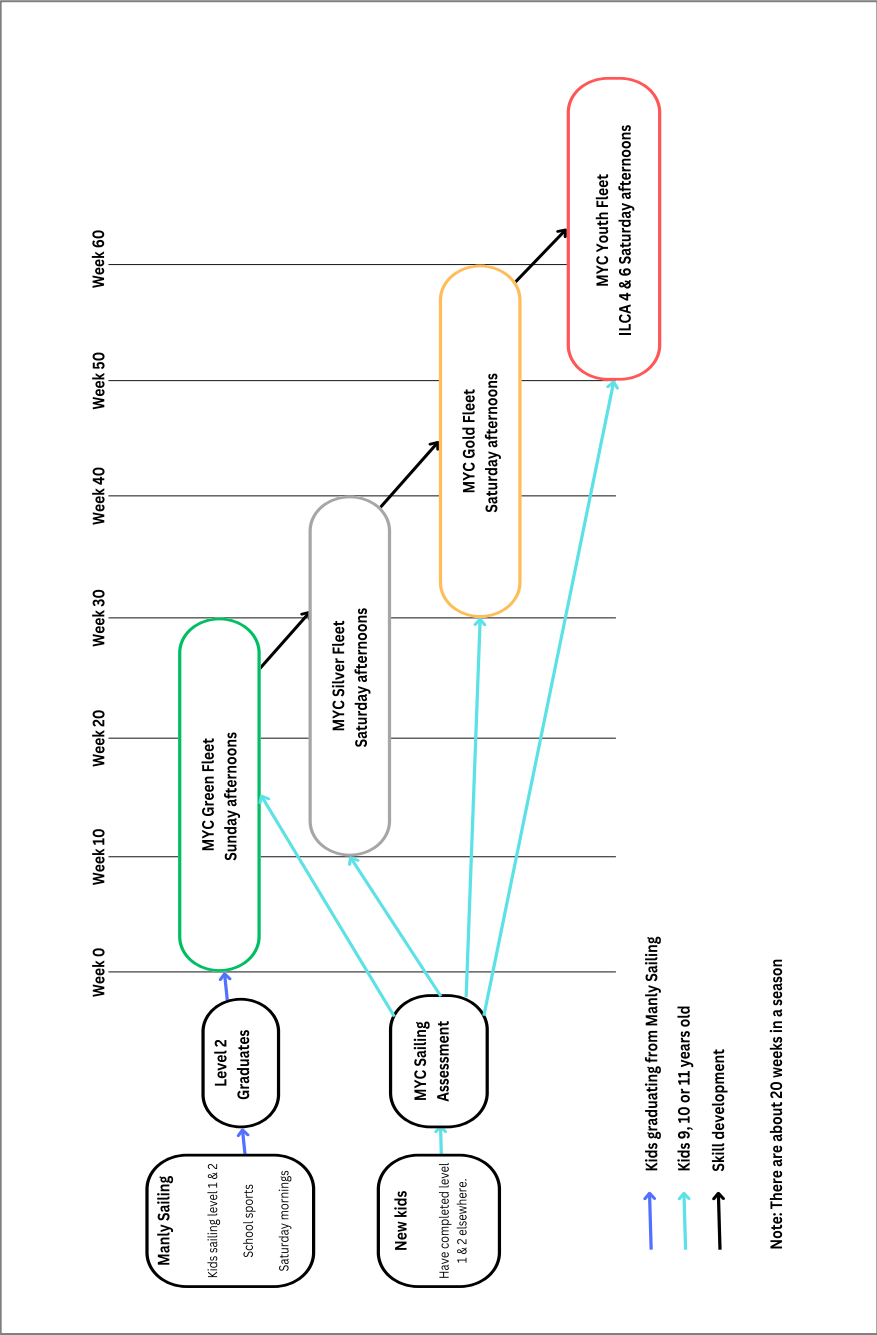 Week 0
Week 10
Week 20
Week 30
Week 40
Week 50
Week 60
Manly Sailing
Kids sailing level 1 & 2
School sports
Saturday mornings
Level 2
Graduates
MYC Green Fleet
Sunday afternoons
MYC Silver Fleet
Saturday afternoons
New kids
Have completed level
1 & 2 elsewhere.
MYC Sailing
Assessment
MYC Gold Fleet
Saturday afternoons
MYC Youth Fleet
ILCA 4 & 6 Saturday afternoons
Kids graduating from Manly Sailing
Kids 9, 10 or 11 years old
Skill development
Note: There are about 20 weeks in a season